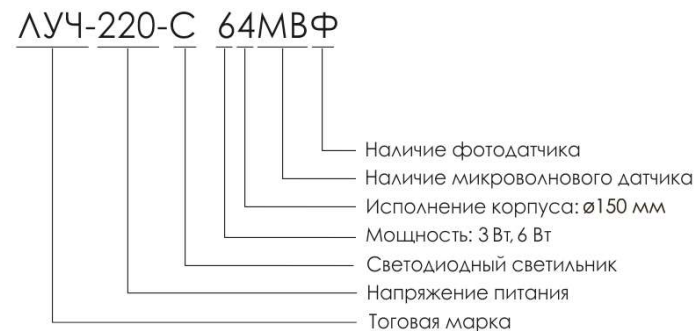 ЛУЧ-220-С 64МВФ
Наличие фотодатчика
Наличие микроволнового датчика
Исполнение корпуса: ø150 мм
Мощность: 3 Вт, 6 Вт
Светодиодный светильник
Напряжение питания
Тоговая марка